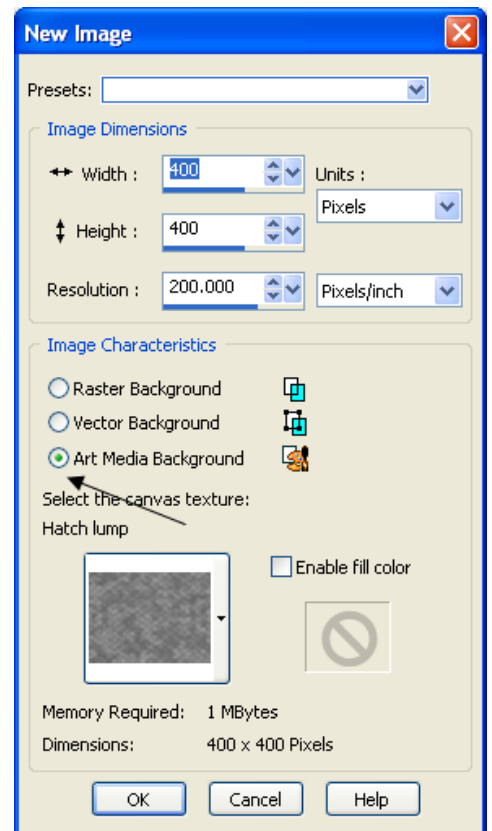 New Image
Presets:
Image Dimensions
Width : 400 Units :
Pixels
Height : 400
Resolution : 200.000 Pixels/inch
Image Characteristics
Raster Background
Vector Background
Art Media Background
Select the canvas texture:
Hatch lump
Enable fill color
Memory Required: 1 MBytes
Dimensions: 400 x 400 Pixels
OK Cancel Help